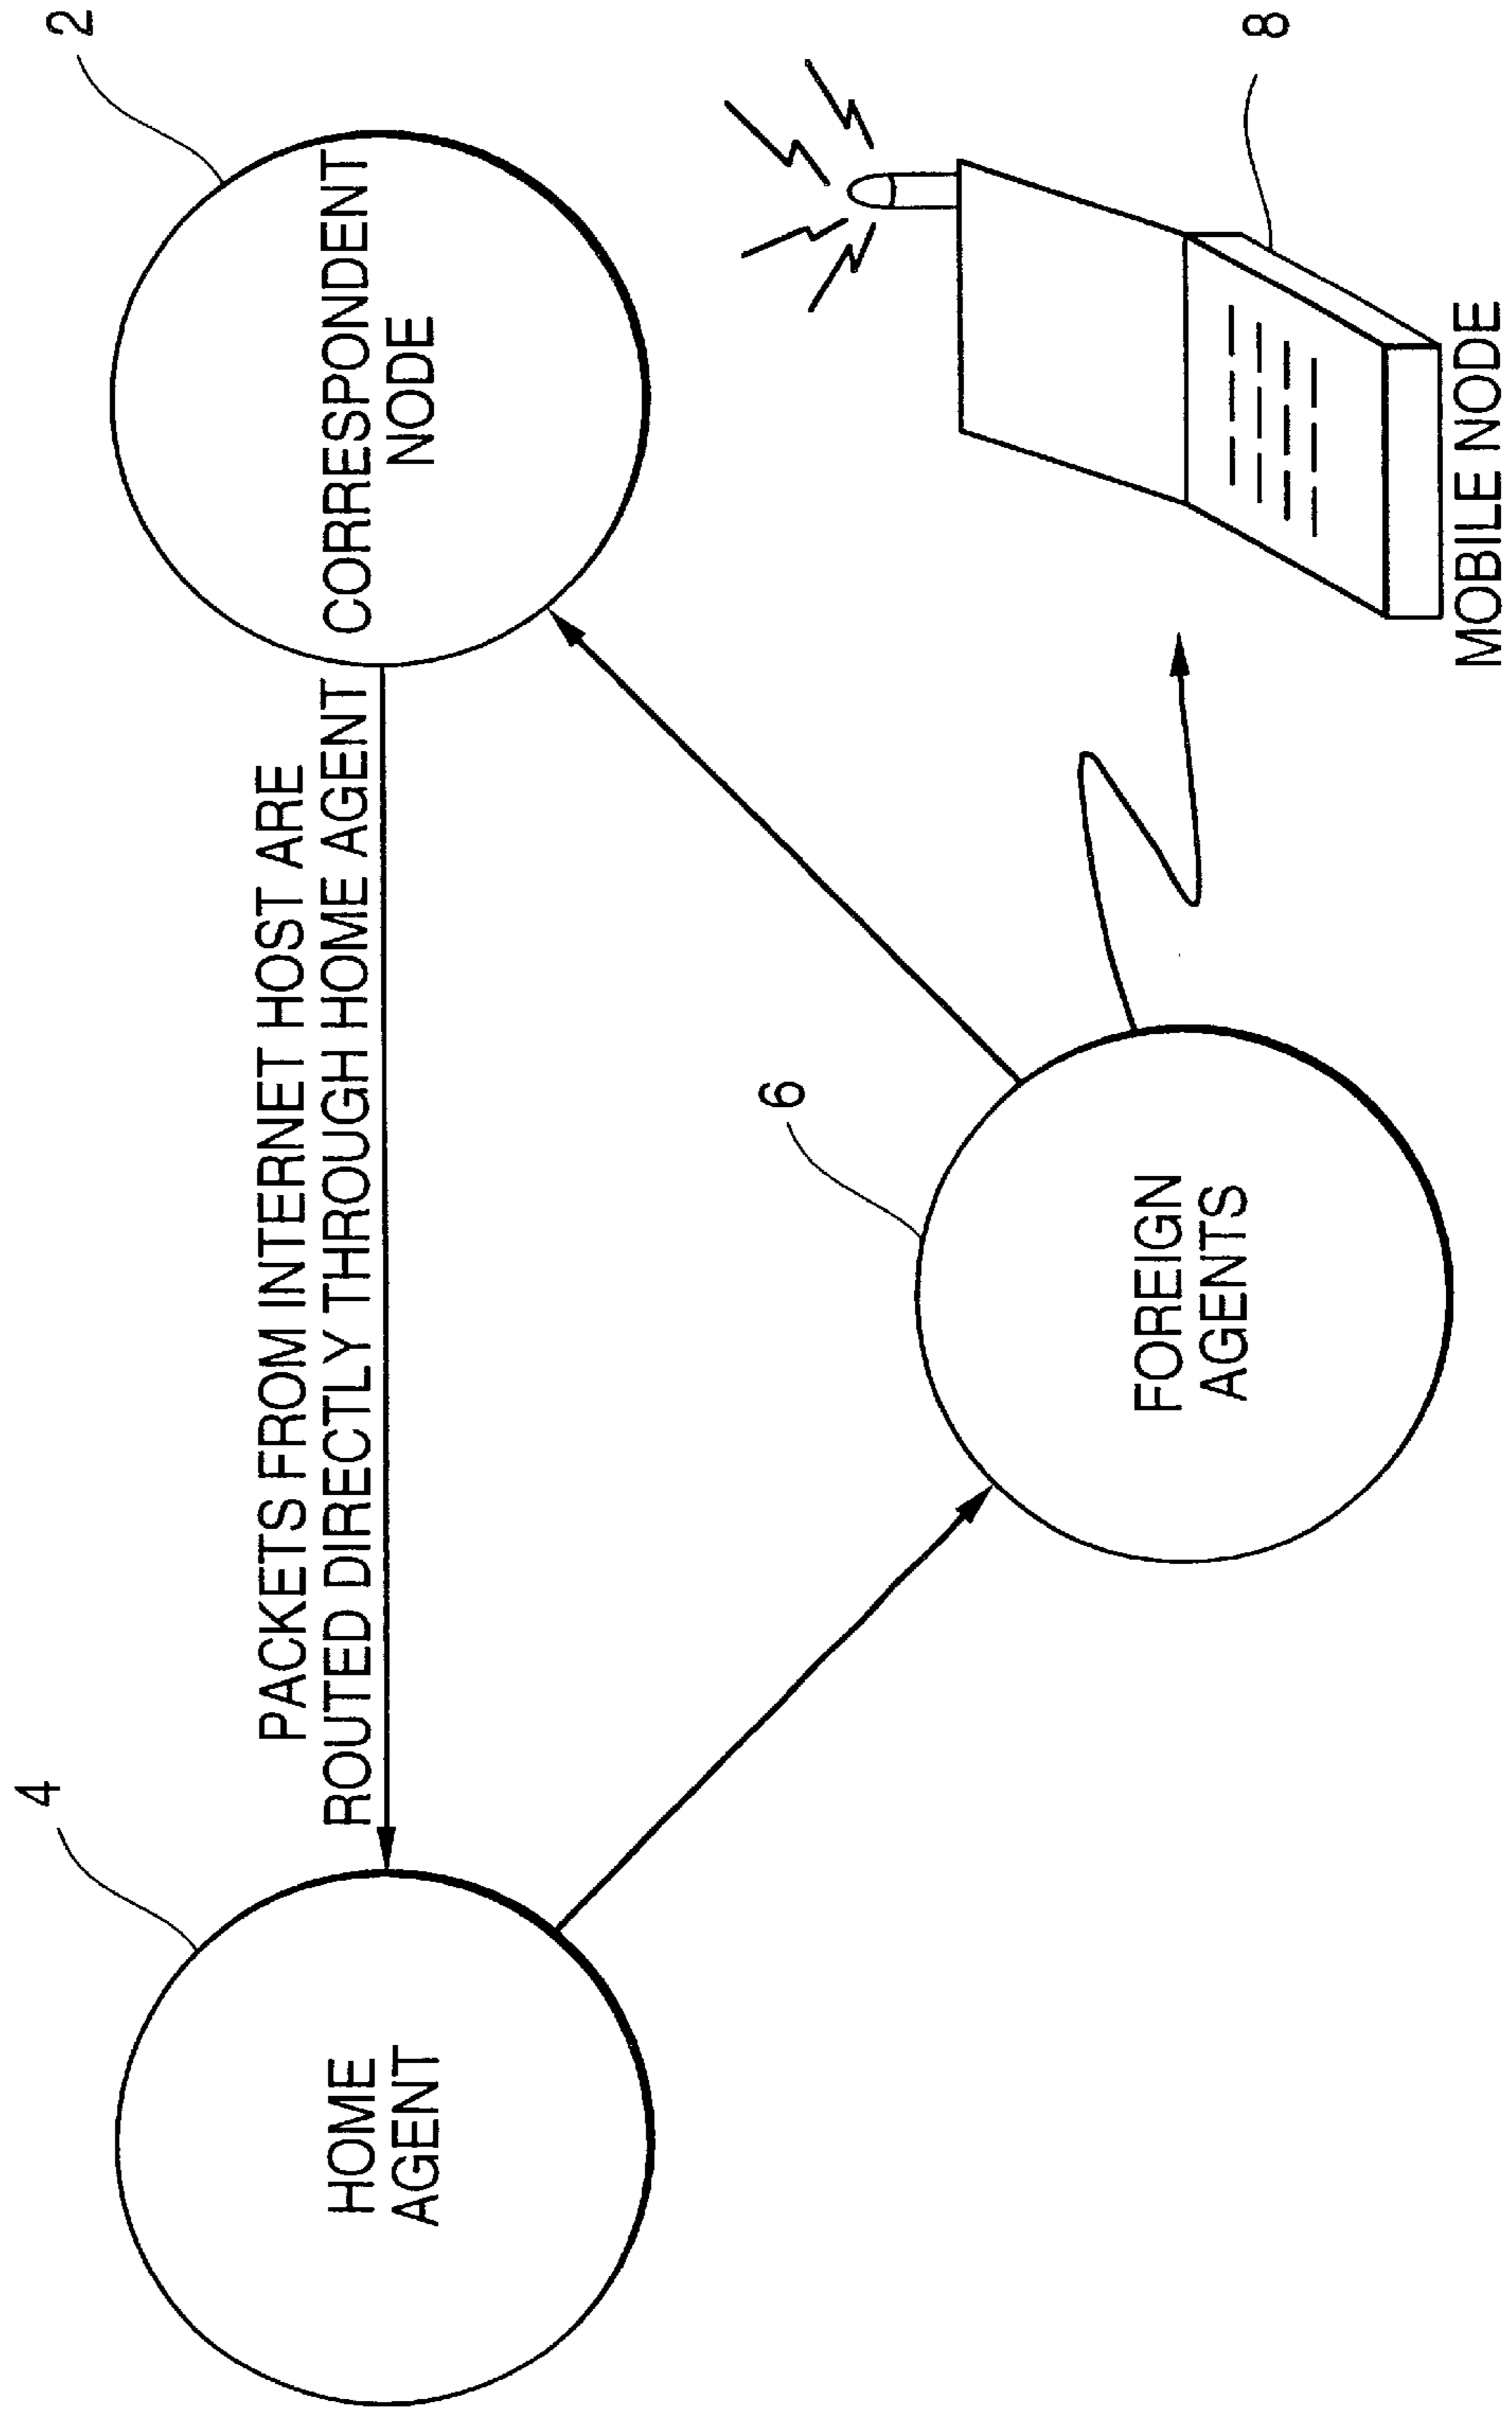 4
PACKETS FROM INTERNET HOST ARE
ROUTED DIRECTLY THROUGH HOME AGENT
2
HOME
AGENT
CORRESPONDENT
NODE
6
FOREIGN
AGENTS
8
MOBILE NODE